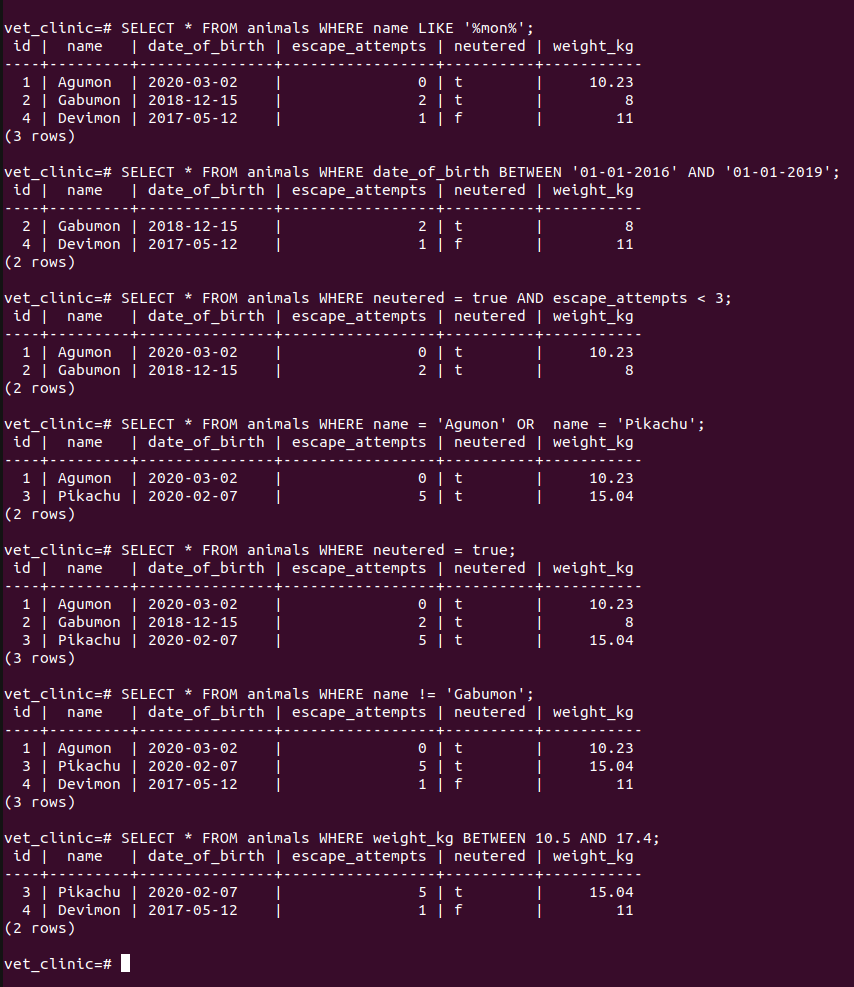 vet_clinic=# SELECT * FROM animals WHERE name LIKE '%mon%';
 id |  name   | date_of_birth | escape_attempts | neutered | weight_kg
----+---------+---------------+-----------------+----------+-----------
  1 | Agumon  | 2020-03-02    |               0 | t        |     10.23
  2 | Gabumon | 2018-12-15    |               2 | t        |         8
  4 | Devimon | 2017-05-12    |               1 | f        |        11
(3 rows)

vet_clinic=# SELECT * FROM animals WHERE date_of_birth BETWEEN '01-01-2016' AND '01-01-2019';
 id |  name   | date_of_birth | escape_attempts | neutered | weight_kg
----+---------+---------------+-----------------+----------+-----------
  2 | Gabumon | 2018-12-15    |               2 | t        |         8
  4 | Devimon | 2017-05-12    |               1 | f        |        11
(2 rows)

vet_clinic=# SELECT * FROM animals WHERE neutered = true AND escape_attempts < 3;
 id |  name   | date_of_birth | escape_attempts | neutered | weight_kg
----+---------+---------------+-----------------+----------+-----------
  1 | Agumon  | 2020-03-02    |               0 | t        |     10.23
  2 | Gabumon | 2018-12-15    |               2 | t        |         8
(2 rows)

vet_clinic=# SELECT * FROM animals WHERE name = 'Agumon' OR  name = 'Pikachu';
 id |  name   | date_of_birth | escape_attempts | neutered | weight_kg
----+---------+---------------+-----------------+----------+-----------
  1 | Agumon  | 2020-03-02    |               0 | t        |     10.23
  3 | Pikachu | 2020-02-07    |               5 | t        |     15.04
(2 rows)

vet_clinic=# SELECT * FROM animals WHERE neutered = true;
 id |  name   | date_of_birth | escape_attempts | neutered | weight_kg
----+---------+---------------+-----------------+----------+-----------
  1 | Agumon  | 2020-03-02    |               0 | t        |     10.23
  2 | Gabumon | 2018-12-15    |               2 | t        |         8
  3 | Pikachu | 2020-02-07    |               5 | t        |     15.04
(3 rows)

vet_clinic=# SELECT * FROM animals WHERE name != 'Gabumon';
 id |  name   | date_of_birth | escape_attempts | neutered | weight_kg
----+---------+---------------+-----------------+----------+-----------
  1 | Agumon  | 2020-03-02    |               0 | t        |     10.23
  3 | Pikachu | 2020-02-07    |               5 | t        |     15.04
  4 | Devimon | 2017-05-12    |               1 | f        |        11
(3 rows)

vet_clinic=# SELECT * FROM animals WHERE weight_kg BETWEEN 10.5 AND 17.4;
 id |  name   | date_of_birth | escape_attempts | neutered | weight_kg
----+---------+---------------+-----------------+----------+-----------
  3 | Pikachu | 2020-02-07    |               5 | t        |     15.04
  4 | Devimon | 2017-05-12    |               1 | f        |        11
(2 rows)

vet_clinic=#